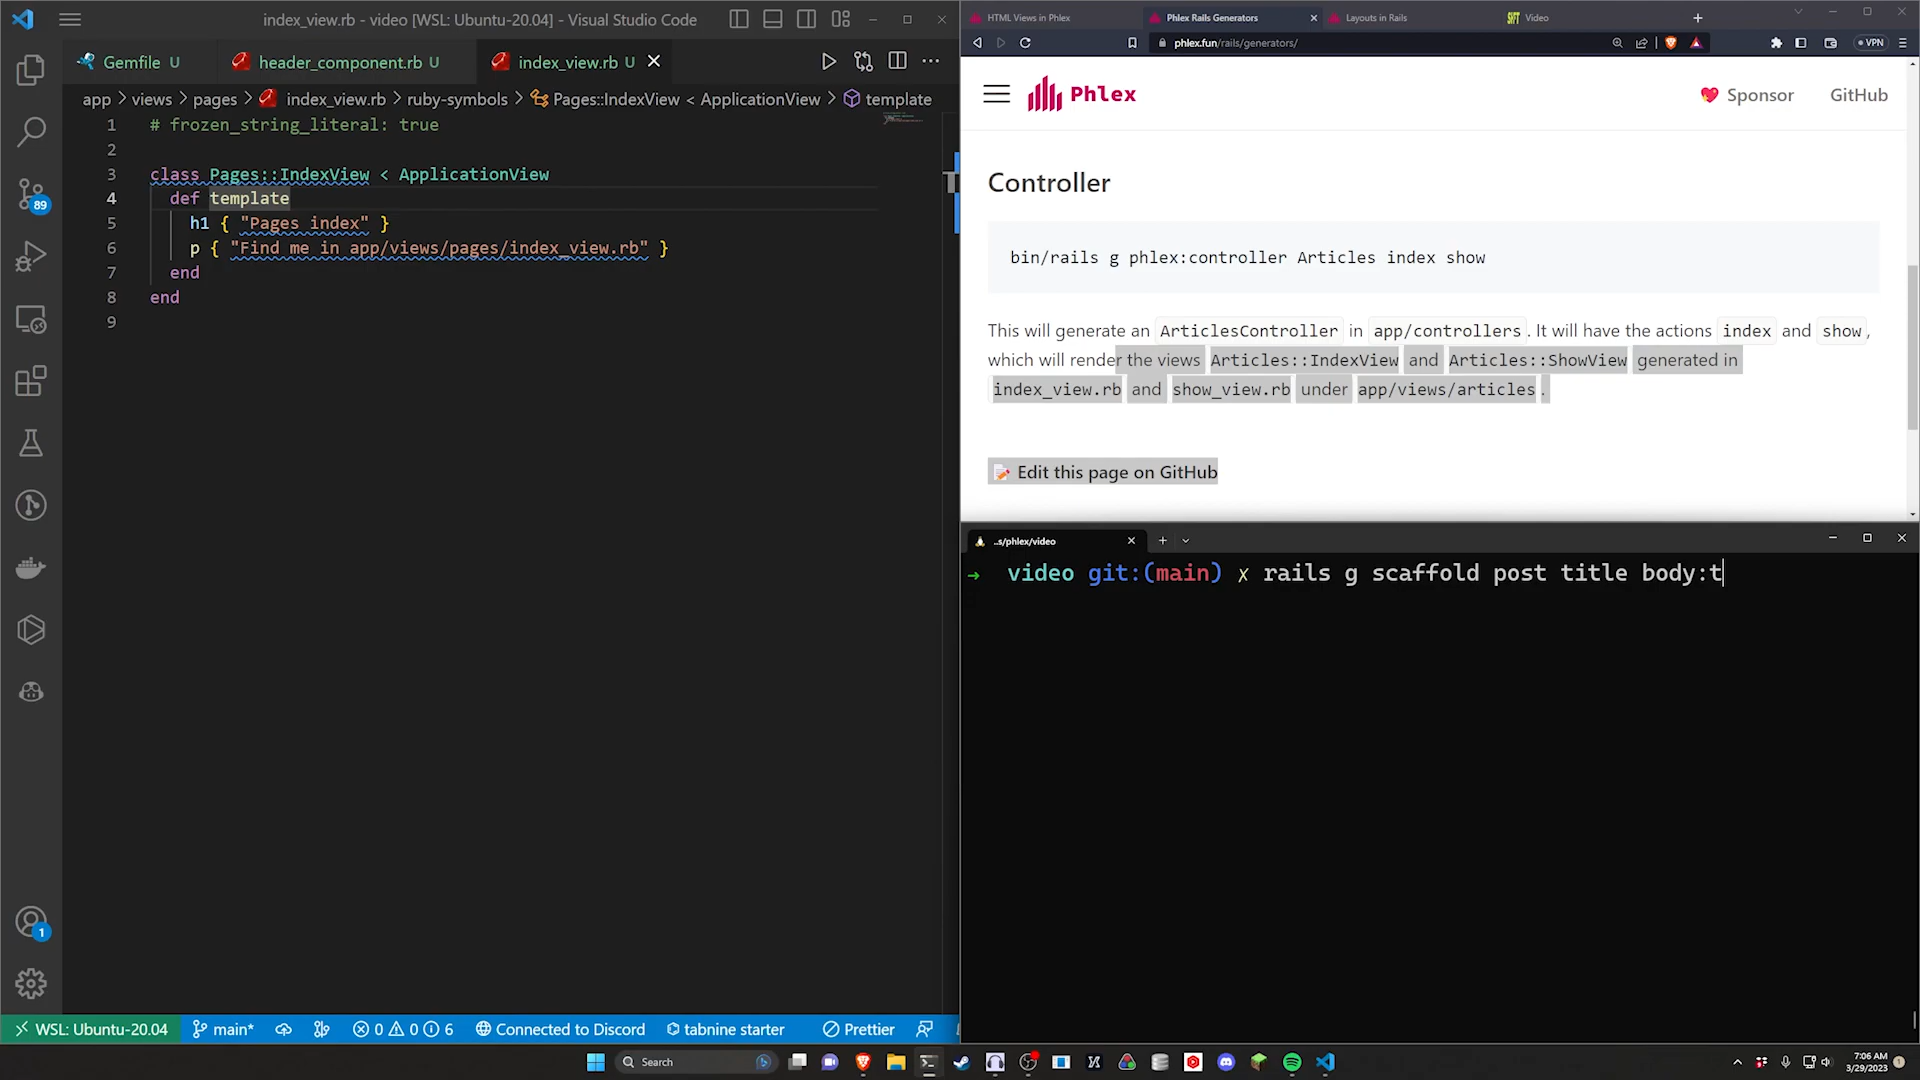 index_view.rb - video [WSL: Ubuntu-20.04] - Visual Studio Code
Gemfile U
header_component.rb U
index_view.rb U
app > views > pages > index_view.rb > ruby-symbols > Pages::IndexView < ApplicationView > template
1 # frozen_string_literal: true
2
3 class Pages::IndexView < ApplicationView
4 def template
5 h1 { "Pages index" }
6 p { "Find me in app/views/pages/index_view.rb" }
7 end
8 end
9
89
1
WSL: Ubuntu-20.04 main* 0 0 6 Connected to Discord tabnine starter Prettier
HTML Views in Phlex
Phlex Rails Generators
Layouts in Rails
SIFT Video
phlex.fun/rails/generators/
VPN
Phlex
Sponsor
GitHub
Controller
bin/rails g phlex:controller Articles index show
This will generate an ArticlesController in app/controllers. It will have the actions index and show,
which will render the views Articles::IndexView and Articles::ShowView generated in
index_view.rb and show_view.rb under app/views/articles.
Edit this page on GitHub
..s/phlex/video
→ video git:(main) x rails g scaffold post title body:t
Search
7:06 AM
3/29/2023